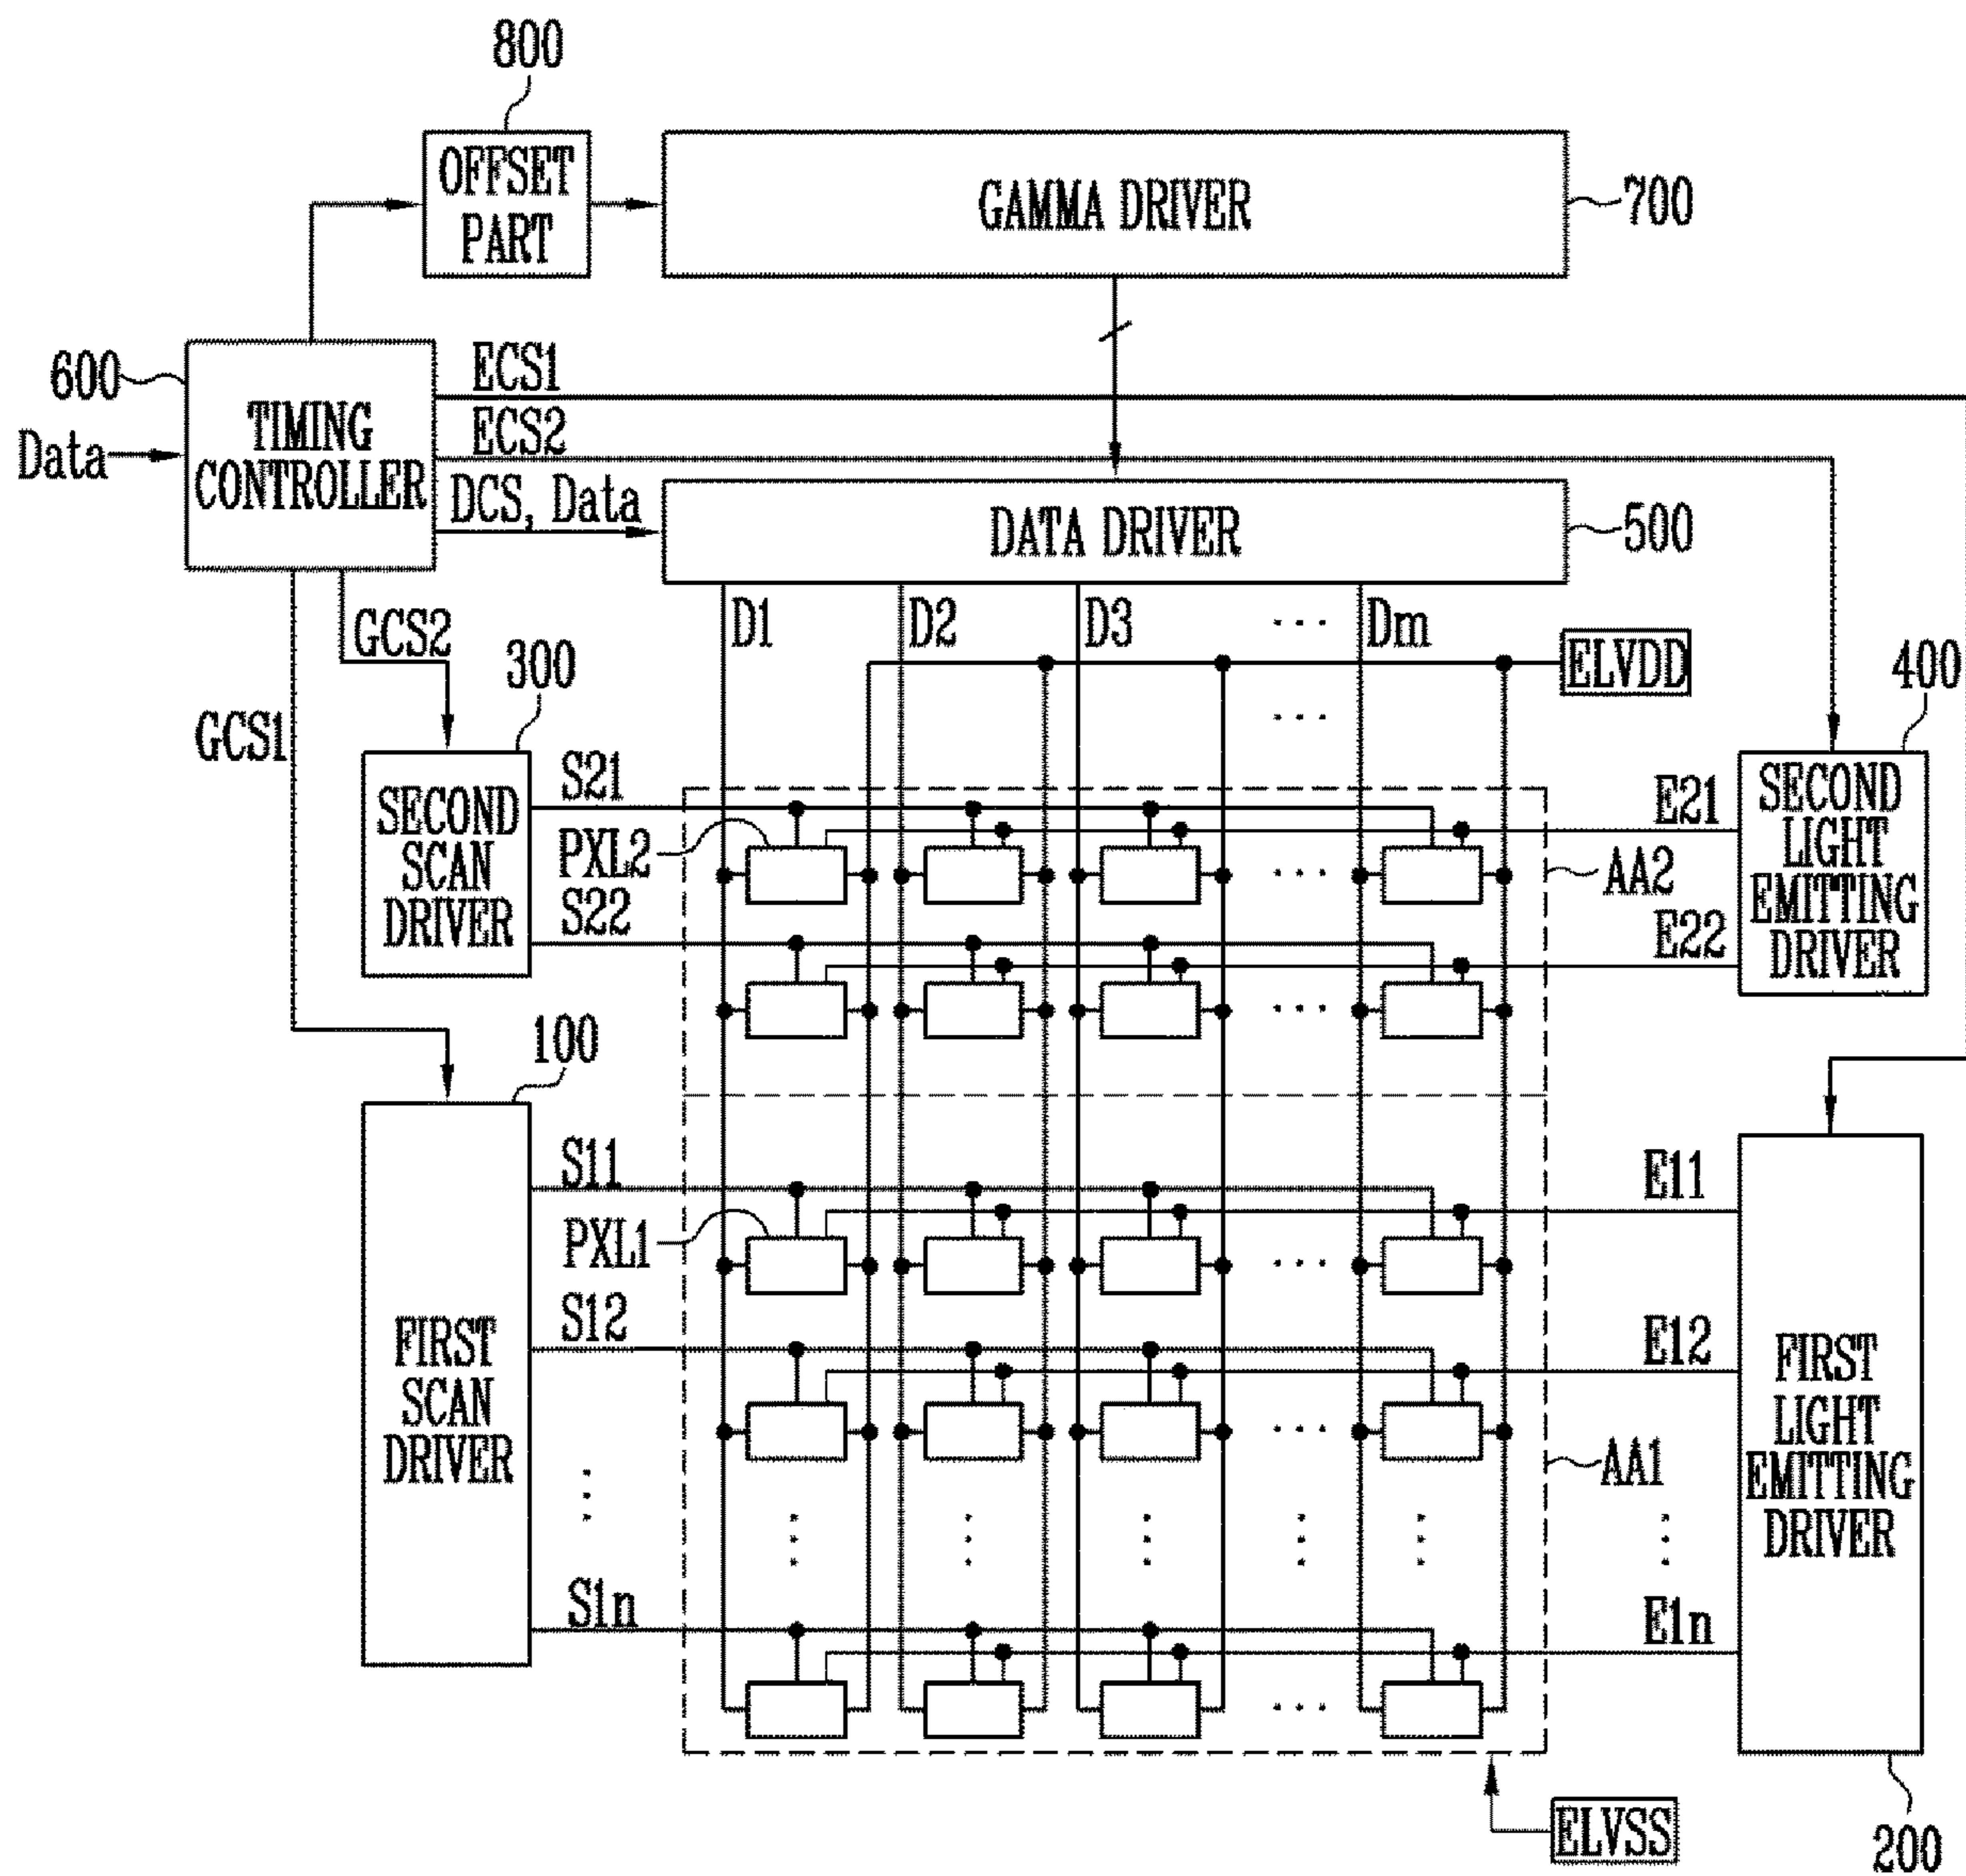 800
OFFSET
PART
GAMMA DRIVER
700
600
TIMING
CONTROLLER
Data
ECS1
ECS2
DCS, Data
DATA DRIVER
500
D1
D2
D3
...
Dm
ELVDD
GCS2
GCS1
300
400
...
SECOND
SCAN
DRIVER
S21
PXL2
S22
E21
AA2
E22
SECOND
LIGHT
EMITTING
DRIVER
...
...
100
FIRST
SCAN
DRIVER
S11
PXL1
S12
S1n
E11
E12
AA1
E1n
FIRST
LIGHT
EMITTING
DRIVER
...
...
...
ELVSS
200